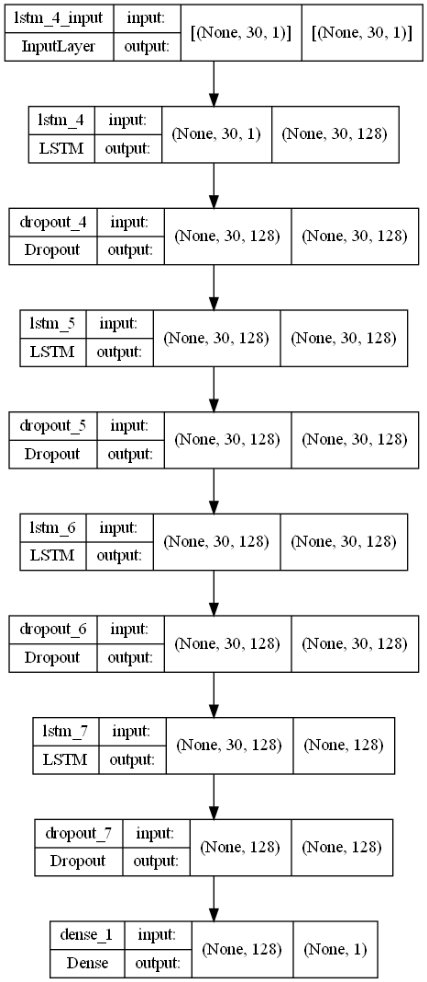 lstm_4_input input: [(None, 30, 1)] [(None, 30, 1)]
InputLayer output:
lstm_4 input: (None, 30, 1) (None, 30, 128)
LSTM output:
dropout_4 input: (None, 30, 128) (None, 30, 128)
Dropout output:
lstm_5 input: (None, 30, 128) (None, 30, 128)
LSTM output:
dropout_5 input: (None, 30, 128) (None, 30, 128)
Dropout output:
lstm_6 input: (None, 30, 128) (None, 30, 128)
LSTM output:
dropout_6 input: (None, 30, 128) (None, 30, 128)
Dropout output:
lstm_7 input: (None, 30, 128) (None, 128)
LSTM output:
dropout_7 input: (None, 128) (None, 128)
Dropout output:
dense_1 input: (None, 128) (None, 1)
Dense output: